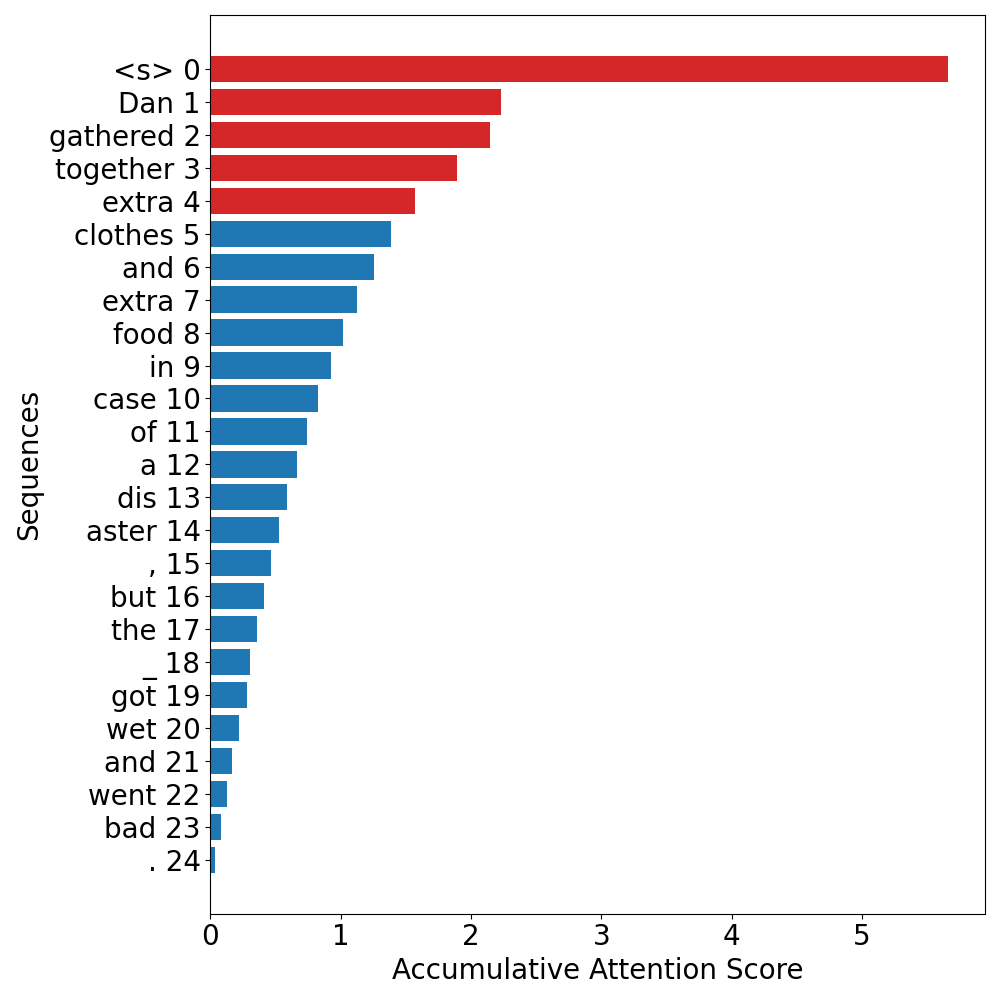 <s> 0
Dan 1
gathered 2
together 3
extra 4
clothes 5
and 6
extra 7
food 8
in 9
case 10
of 11
a 12
dis 13
aster 14
, 15
but 16
the 17
_ 18
got 19
wet 20
and 21
went 22
bad 23
. 24
Sequences
0 1 2 3 4 5
Accumulative Attention Score